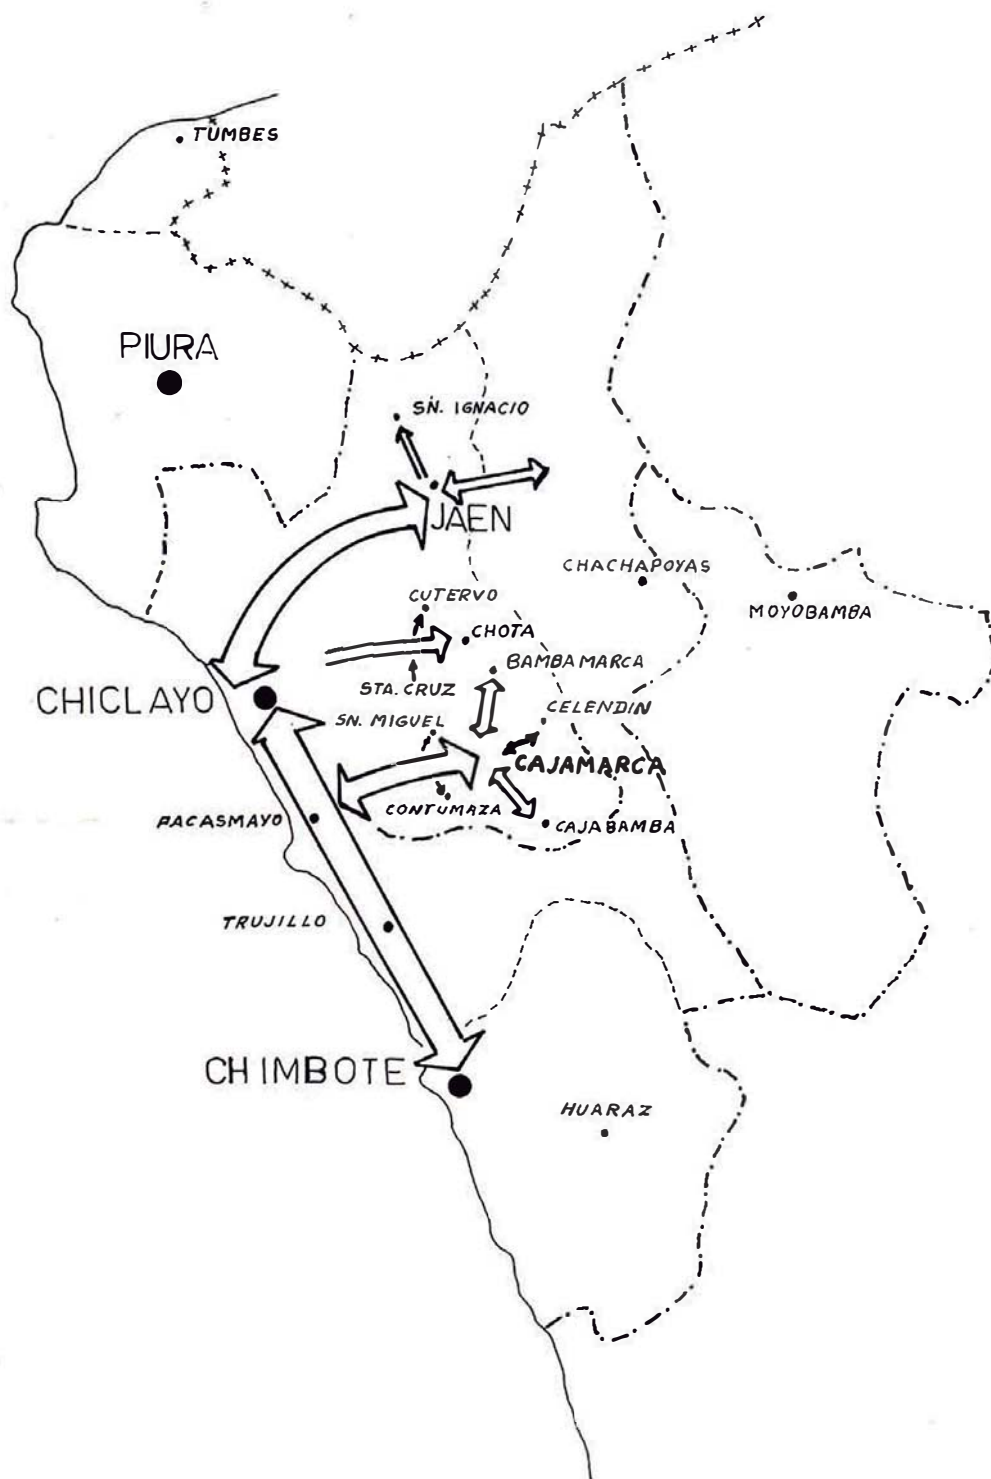 TUMBES
PIURA
SN. IGNACIO
JAEN
CHACHAPOYAS
MOYOBAMBA
CUTERVO
CHOTA
BAMBAMARCA
STA. CRUZ
CHICLAYO
SN. MIGUEL
CELENDIN
CAJAMARCA
CONTUMAZA
PACASMAYO
CAJABAMBA
TRUJILLO
CHIMBOTE
HUARAZ